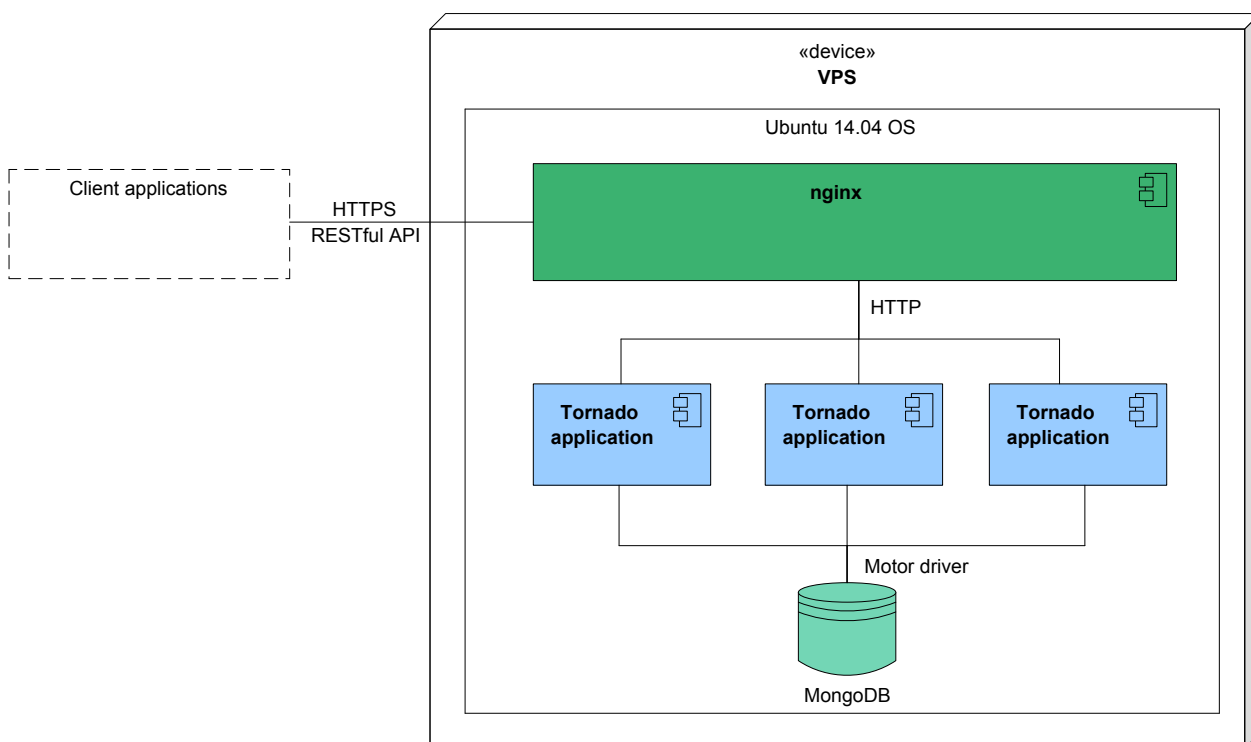 «device»
VPS
Ubuntu 14.04 OS
Client applications
nginx
HTTPS
RESTful API
HTTP
Tornado
application
Tornado
application
Tornado
application
Motor driver
MongoDB